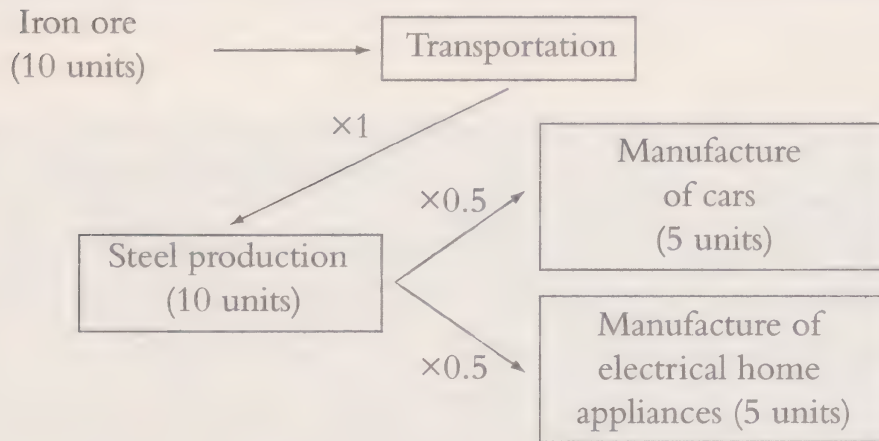 Iron ore
(10 units)
Transportation
×1
Manufacture
of cars
(5 units)
×0.5
Steel production
(10 units)
×0.5
Manufacture of
electrical home
appliances (5 units)